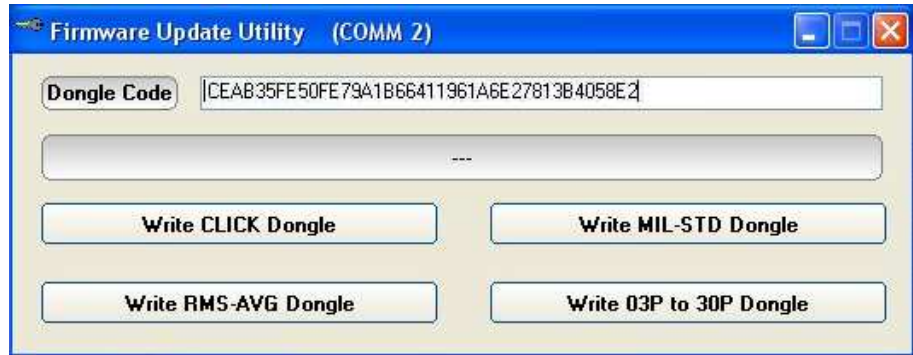 Firmware Update Utility (COMM 2)
Dongle Code CEAB35FE50FE79A1B66411961A6E27813B4058E2
---
Write CLICK Dongle Write MIL-STD Dongle
Write RMS-AVG Dongle Write 03P to 30P Dongle